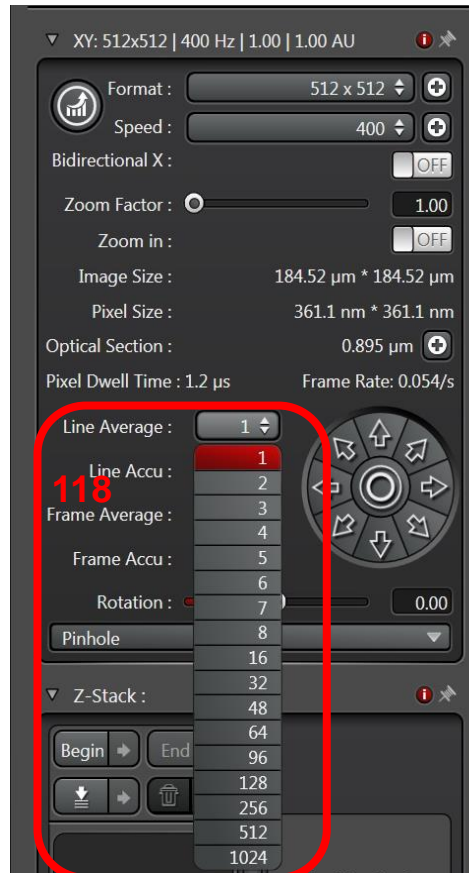 XY: 512x512 | 400 Hz | 1.00 | 1.00 AU
Format : 512 x 512
Speed : 400
Bidirectional X : OFF
Zoom Factor : 1.00
Zoom in : OFF
Image Size : 184.52 µm * 184.52 µm
Pixel Size : 361.1 nm * 361.1 nm
Optical Section : 0.895 µm
Pixel Dwell Time : 1.2 µs Frame Rate: 0.054/s
Line Average : 1
1
Line Accu :
2
118
Frame Average :
3
4
Frame Accu :
5
6
Rotation : 0.00
7
Pinhole
8
16
32
Z-Stack :
48
64
Begin End
96
128
256
512
1024